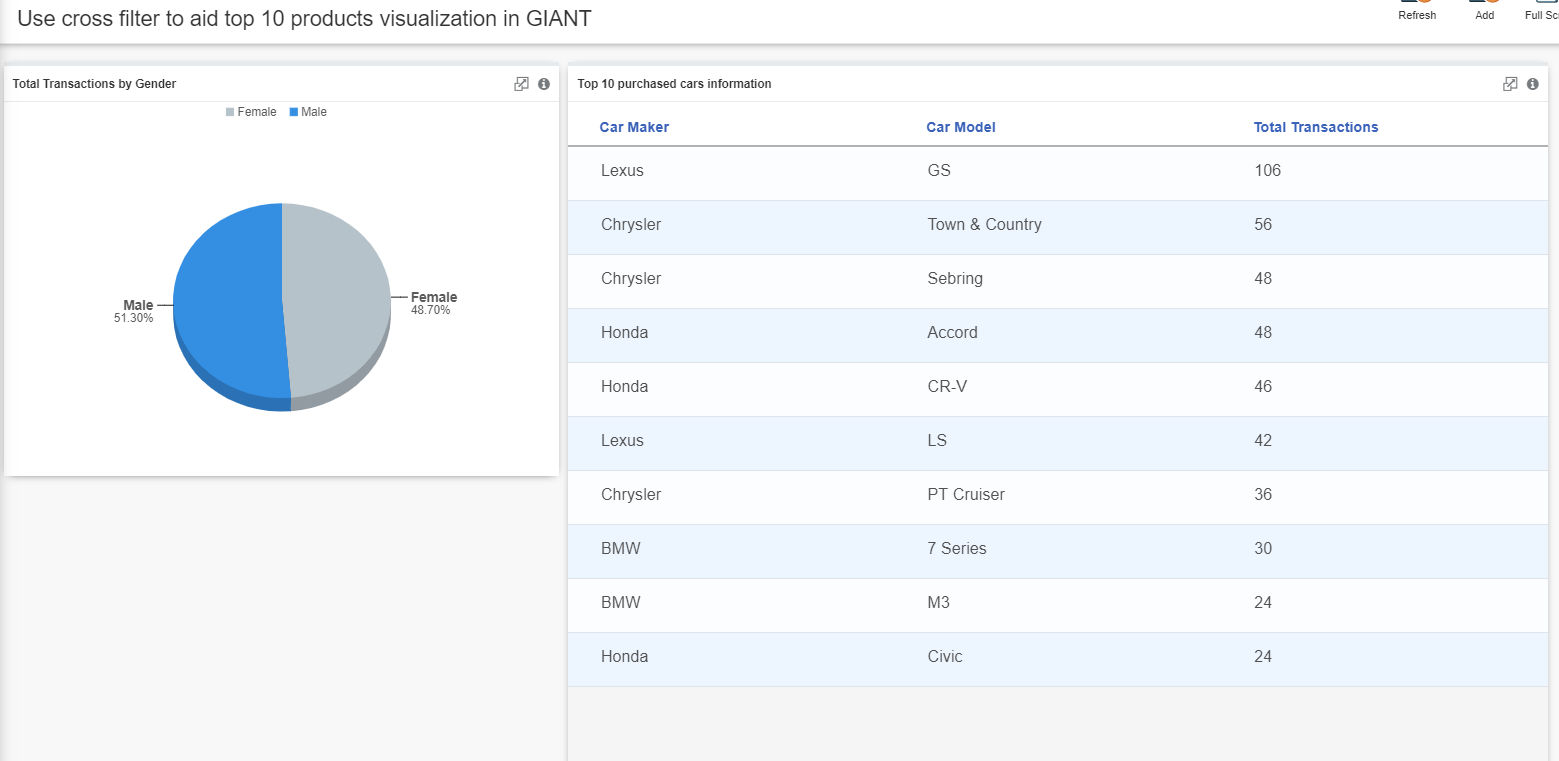 Use cross filter to aid top 10 products visualization in GIANT
Refresh Add Full
Total Transactions by Gender
Female Male
Male
51.30%
Female
48.70%
Top 10 purchased cars information
Car Maker Car Model Total Transactions
Lexus GS 106
Chrysler Town & Country 56
Chrysler Sebring 48
Honda Accord 48
Honda CR-V 46
Lexus LS 42
Chrysler PT Cruiser 36
BMW 7 Series 30
BMW M3 24
Honda Civic 24